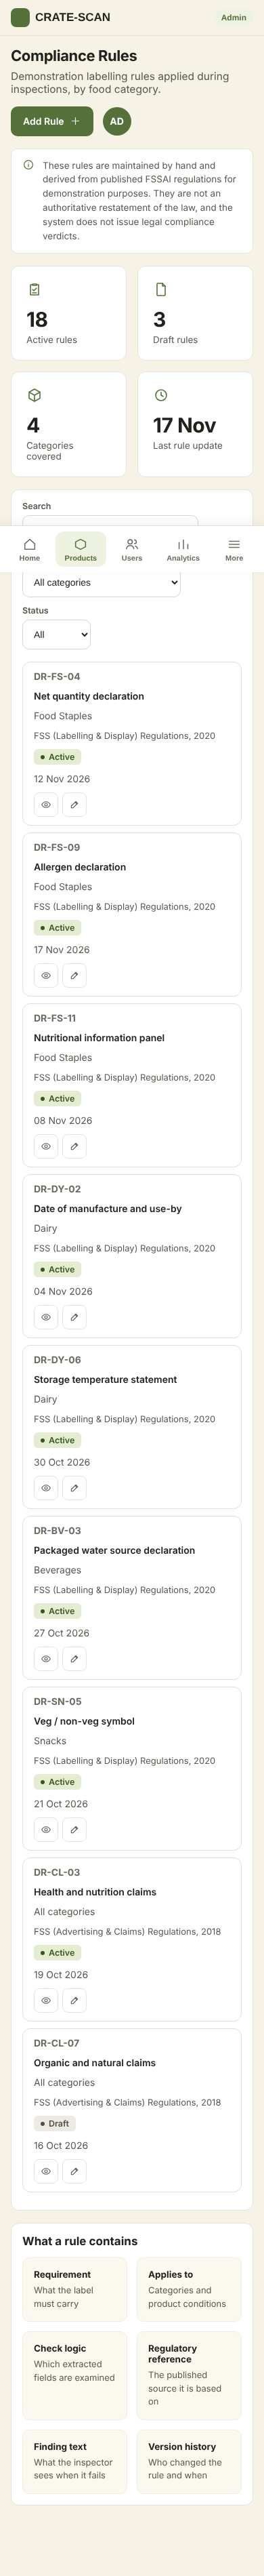 CRATE-SCAN
Admin
Compliance Rules
Demonstration labelling rules applied during
inspections, by food category.
Add Rule +
AD
These rules are maintained by hand and
derived from published FSSAI regulations for
demonstration purposes. They are not an
authoritative restatement of the law, and the
system does not issue legal compliance
verdicts.
18
Active rules
3
Draft rules
4
Categories
covered
17 Nov
Last rule update
Search
Home
Products
Users
Analytics
More
All categories
Status
All
DR-FS-04
Net quantity declaration
Food Staples
FSS (Labelling & Display) Regulations, 2020
Active
12 Nov 2026
DR-FS-09
Allergen declaration
Food Staples
FSS (Labelling & Display) Regulations, 2020
Active
17 Nov 2026
DR-FS-11
Nutritional information panel
Food Staples
FSS (Labelling & Display) Regulations, 2020
Active
08 Nov 2026
DR-DY-02
Date of manufacture and use-by
Dairy
FSS (Labelling & Display) Regulations, 2020
Active
04 Nov 2026
DR-DY-06
Storage temperature statement
Dairy
FSS (Labelling & Display) Regulations, 2020
Active
30 Oct 2026
DR-BV-03
Packaged water source declaration
Beverages
FSS (Labelling & Display) Regulations, 2020
Active
27 Oct 2026
DR-SN-05
Veg / non-veg symbol
Snacks
FSS (Labelling & Display) Regulations, 2020
Active
21 Oct 2026
DR-CL-03
Health and nutrition claims
All categories
FSS (Advertising & Claims) Regulations, 2018
Active
19 Oct 2026
DR-CL-07
Organic and natural claims
All categories
FSS (Advertising & Claims) Regulations, 2018
Draft
16 Oct 2026
What a rule contains
Requirement
What the label
must carry
Applies to
Categories and
product conditions
Check logic
Which extracted
fields are examined
Regulatory
reference
The published
source it is based
on
Finding text
What the inspector
sees when it fails
Version history
Who changed the
rule and when